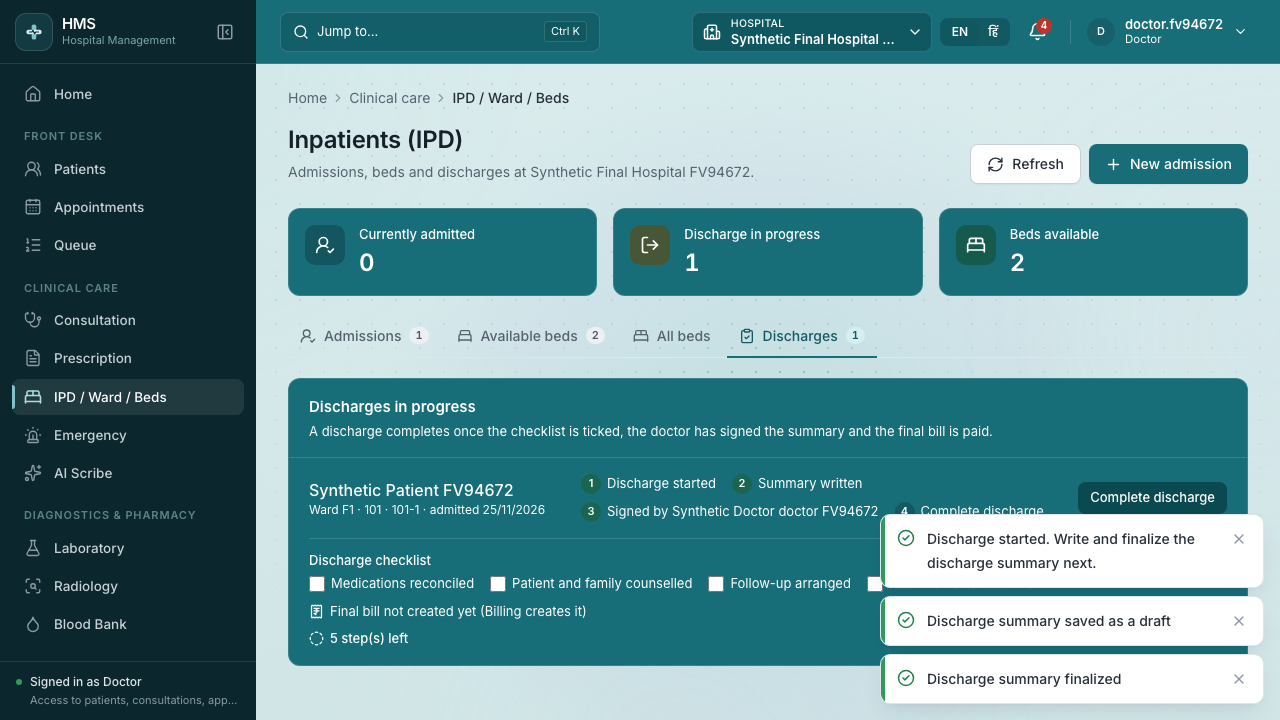 HMS
Hospital Management
Jump to...
Ctrl K
HOSPITAL
Synthetic Final Hospital ...
EN
हिं
4
D
doctor.fv94672
Doctor
Home
FRONT DESK
Patients
Appointments
Queue
CLINICAL CARE
Consultation
Prescription
IPD / Ward / Beds
Emergency
AI Scribe
DIAGNOSTICS & PHARMACY
Laboratory
Radiology
Blood Bank
Signed in as Doctor
Access to patients, consultations, app...
Home > Clinical care > IPD / Ward / Beds
Inpatients (IPD)
Admissions, beds and discharges at Synthetic Final Hospital FV94672.
Refresh
New admission
Currently admitted
0
Discharge in progress
1
Beds available
2
Admissions 1
Available beds 2
All beds
Discharges 1
Discharges in progress
A discharge completes once the checklist is ticked, the doctor has signed the summary and the final bill is paid.
Synthetic Patient FV94672
Ward F1 · 101 · 101-1 · admitted 25/11/2026
1 Discharge started 2 Summary written
3 Signed by Synthetic Doctor doctor FV94672 4 Complete discharge
Complete discharge
Discharge checklist
Medications reconciled Patient and family counselled Follow-up arranged
Final bill not created yet (Billing creates it)
5 step(s) left
Discharge started. Write and finalize the
discharge summary next.
Discharge summary saved as a draft
Discharge summary finalized